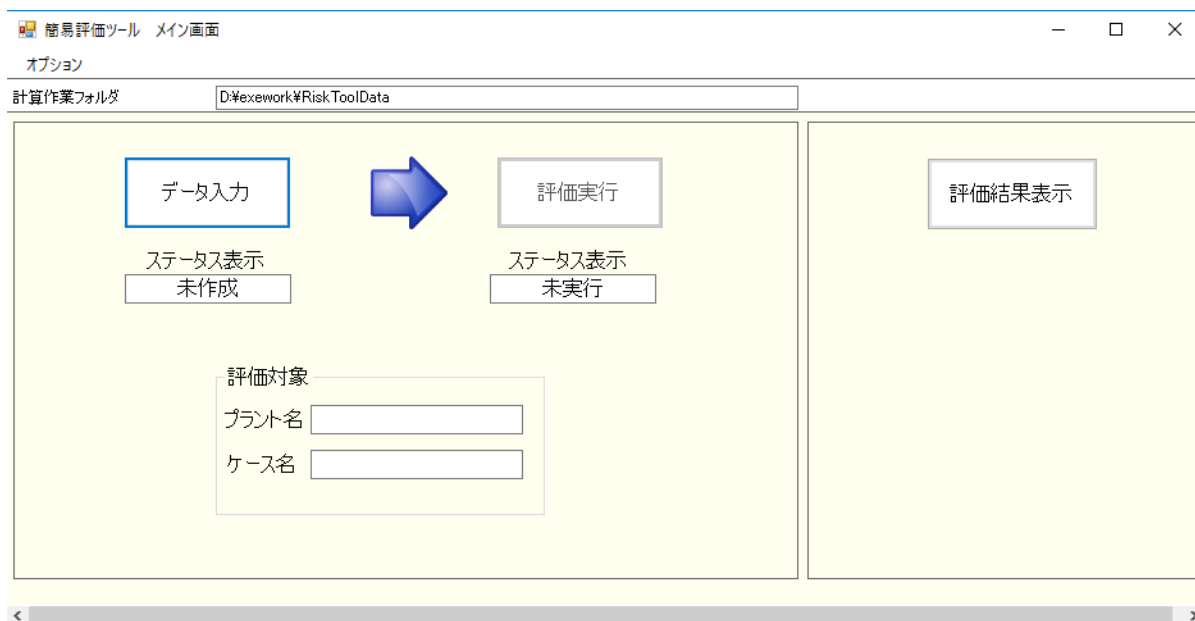 簡易評価ツール　メイン画面
オプション
計算作業フォルダ
D:¥exework¥RiskToolData
データ入力
評価実行
評価結果表示
ステータス表示
ステータス表示
未作成
未実行
評価対象
プラント名
ケース名